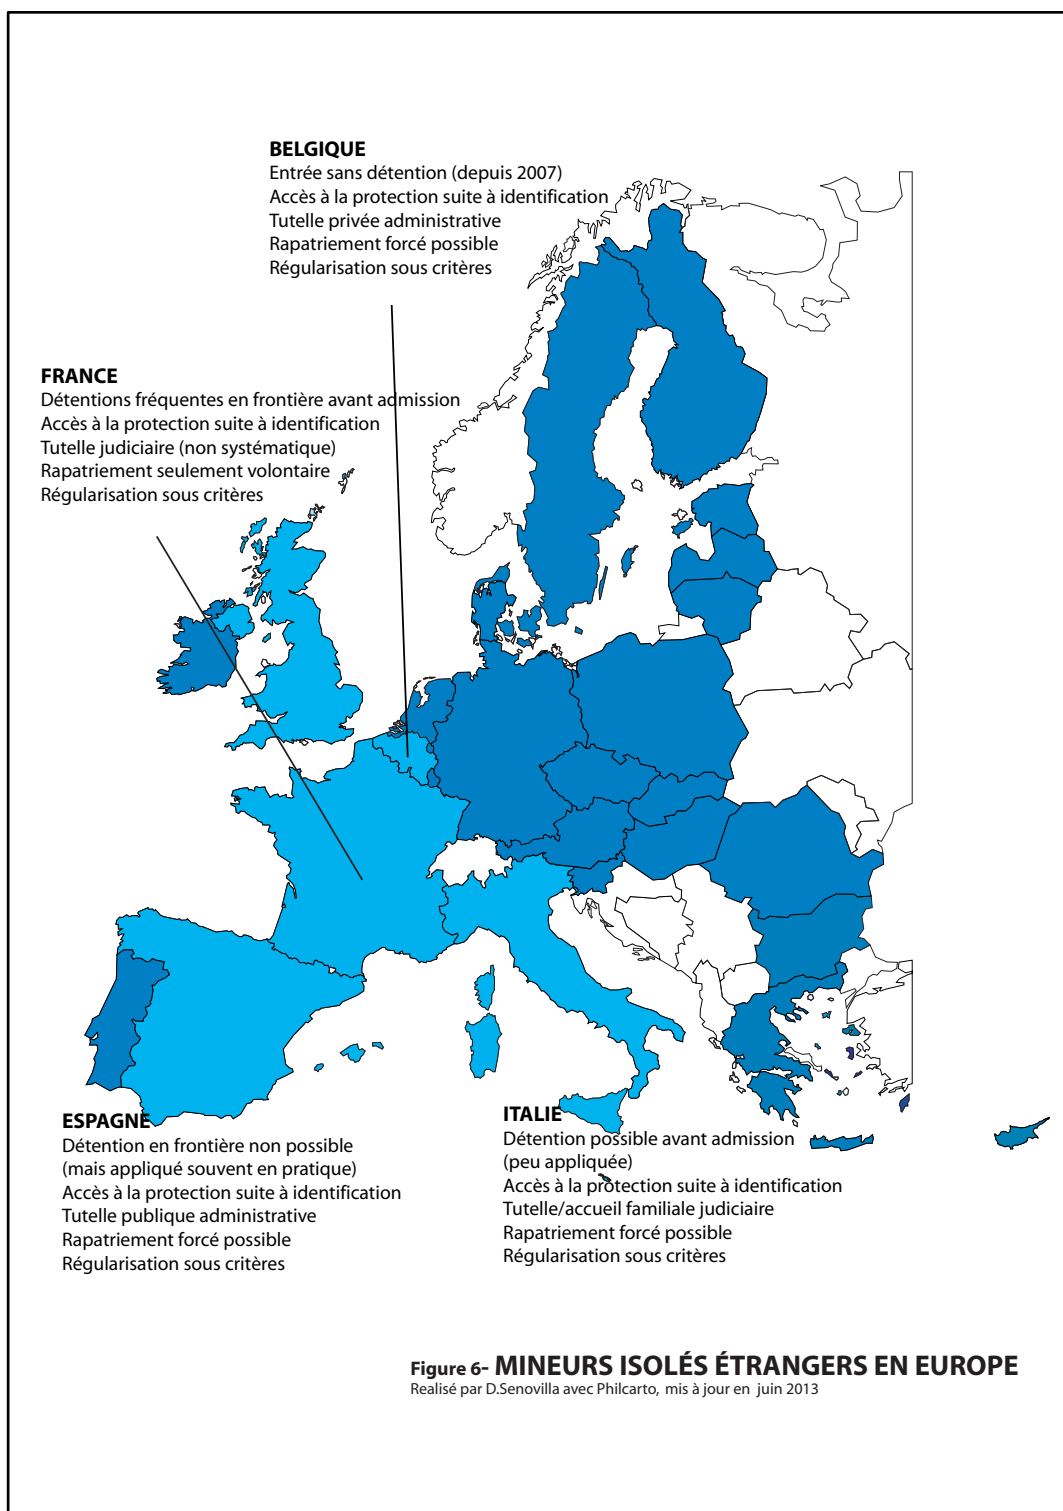 BELGIQUE
Entrée sans détention (depuis 2007)
Accès à la protection suite à identification
Tutelle privée administrative
Rapatriement forcé possible
Régularisation sous critères
FRANCE
Détentions fréquentes en frontière avant admission
Accès à la protection suite à identification
Tutelle judiciaire (non systématique)
Rapatriement seulement volontaire
Régularisation sous critères
ESPAGNE
Détention en frontière non possible
(mais appliqué souvent en pratique)
Accès à la protection suite à identification
Tutelle publique administrative
Rapatriement forcé possible
Régularisation sous critères
ITALIE
Détention possible avant admission
(peu appliquée)
Accès à la protection suite à identification
Tutelle/accueil familiale judiciaire
Rapatriement forcé possible
Régularisation sous critères
Figure 6- MINEURS ISOLÉS ÉTRANGERS EN EUROPE
Realisé par D.Senovilla avec Philcarto, mis à jour en juin 2013